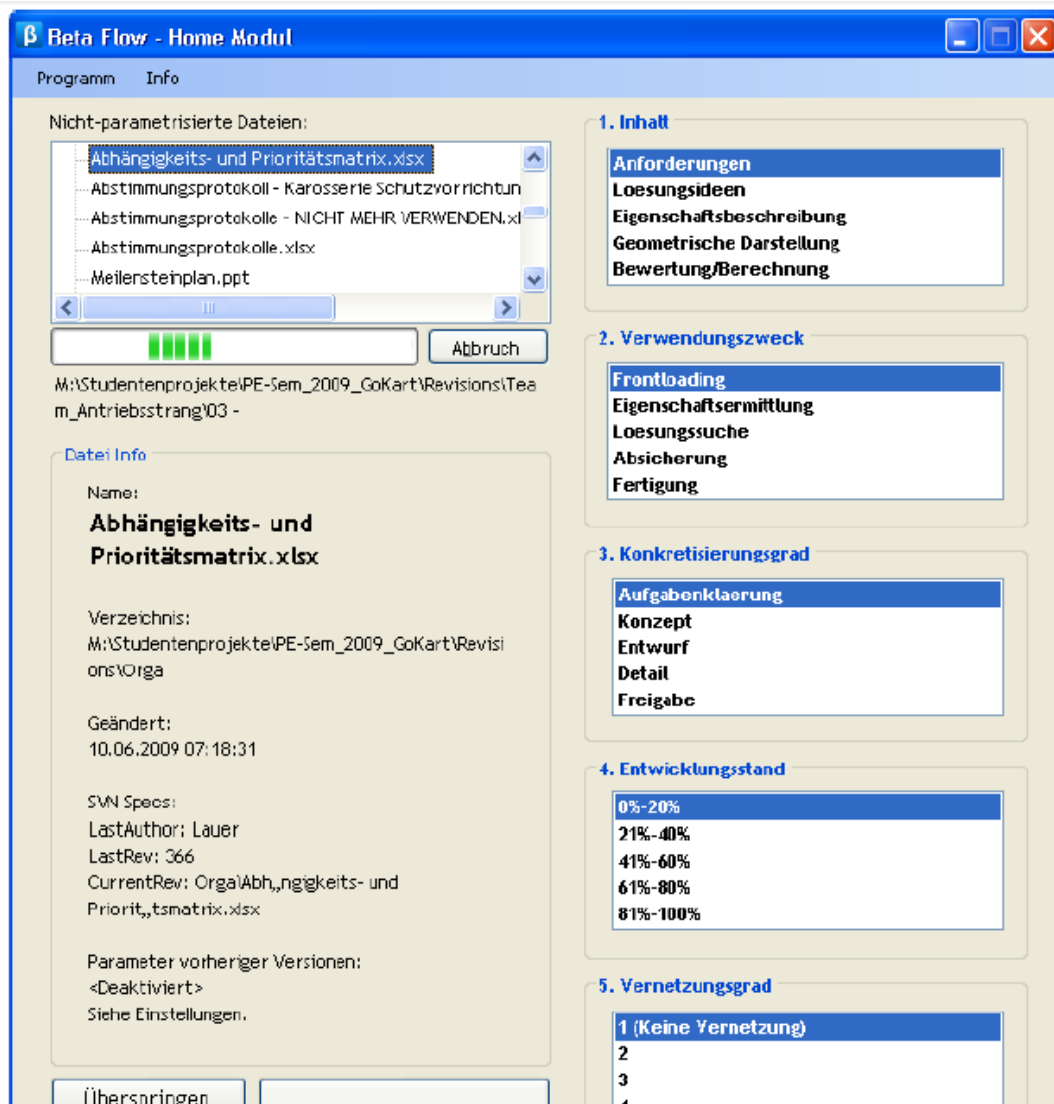 β Beta Flow - Home Modul
Programm Info
Nicht-parametrisierte Dateien:
Abhängigkeits- und Prioritätsmatrix.xlsx
Abstimmungsprotokoll - Karosserie Schutzvorrichtun
Abstimmungsprotokolle - NICHT MEHR VERWENDEN.xl
Abstimmungsprotokolle.xlsx
Meilensteinplan.ppt
Abbruch
M:\Studentenprojekte\PE-Sem_2009_GoKart\Revisions\Tea
m_Antriebsstrang\03 -
Datei Info
Name:
Abhängigkeits- und
Prioritätsmatrix.xlsx
Verzeichnis:
M:\Studentenprojekte\PE-Sem_2009_GoKart\Revisi
ons\Orga
Geändert:
10.06.2009 07:18:31
SVN Specs:
LastAuthor: Lauer
LastRev: 366
CurrentRev: Orga\Abh„ngigkeits- und
Priorit„tsmatrix.xlsx
Parameter vorheriger Versionen:
<Deaktiviert>
Siehe Einstellungen.
Überspringen
1. Inhalt
Anforderungen
Loesungsideen
Eigenschaftsbeschreibung
Geometrische Darstellung
Bewertung/Berechnung
2. Verwendungszweck
Frontloading
Eigenschaftsermittlung
Loesungssuche
Absicherung
Fertigung
3. Konkretisierungsgrad
Aufgabenklaerung
Konzept
Entwurf
Detail
Freigabe
4. Entwicklungsstand
0%-20%
21%-40%
41%-60%
61%-80%
81%-100%
5. Vernetzungsgrad
1 (Keine Vernetzung)
2
3